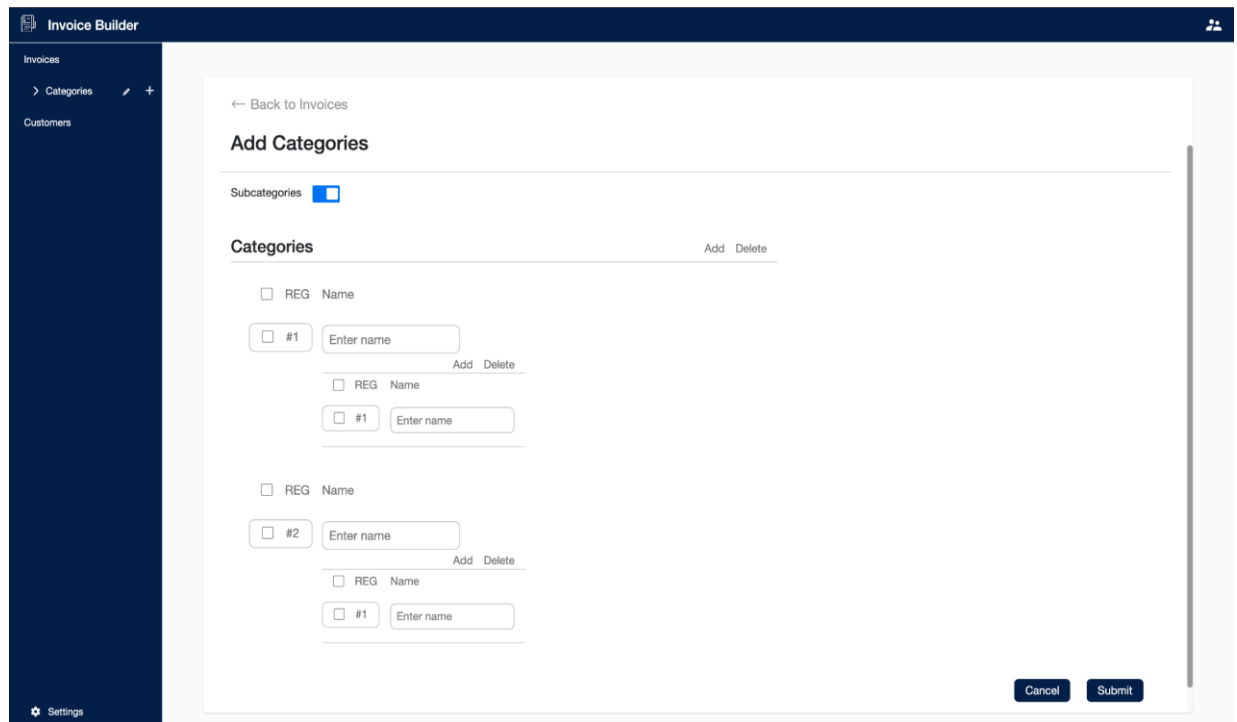 Invoice Builder
Invoices
Categories
Customers
Settings
← Back to Invoices
Add Categories
Subcategories
Categories Add Delete
REG Name
#1 Enter name
Add Delete
REG Name
#1 Enter name
REG Name
#2 Enter name
Add Delete
REG Name
#1 Enter name
Cancel Submit